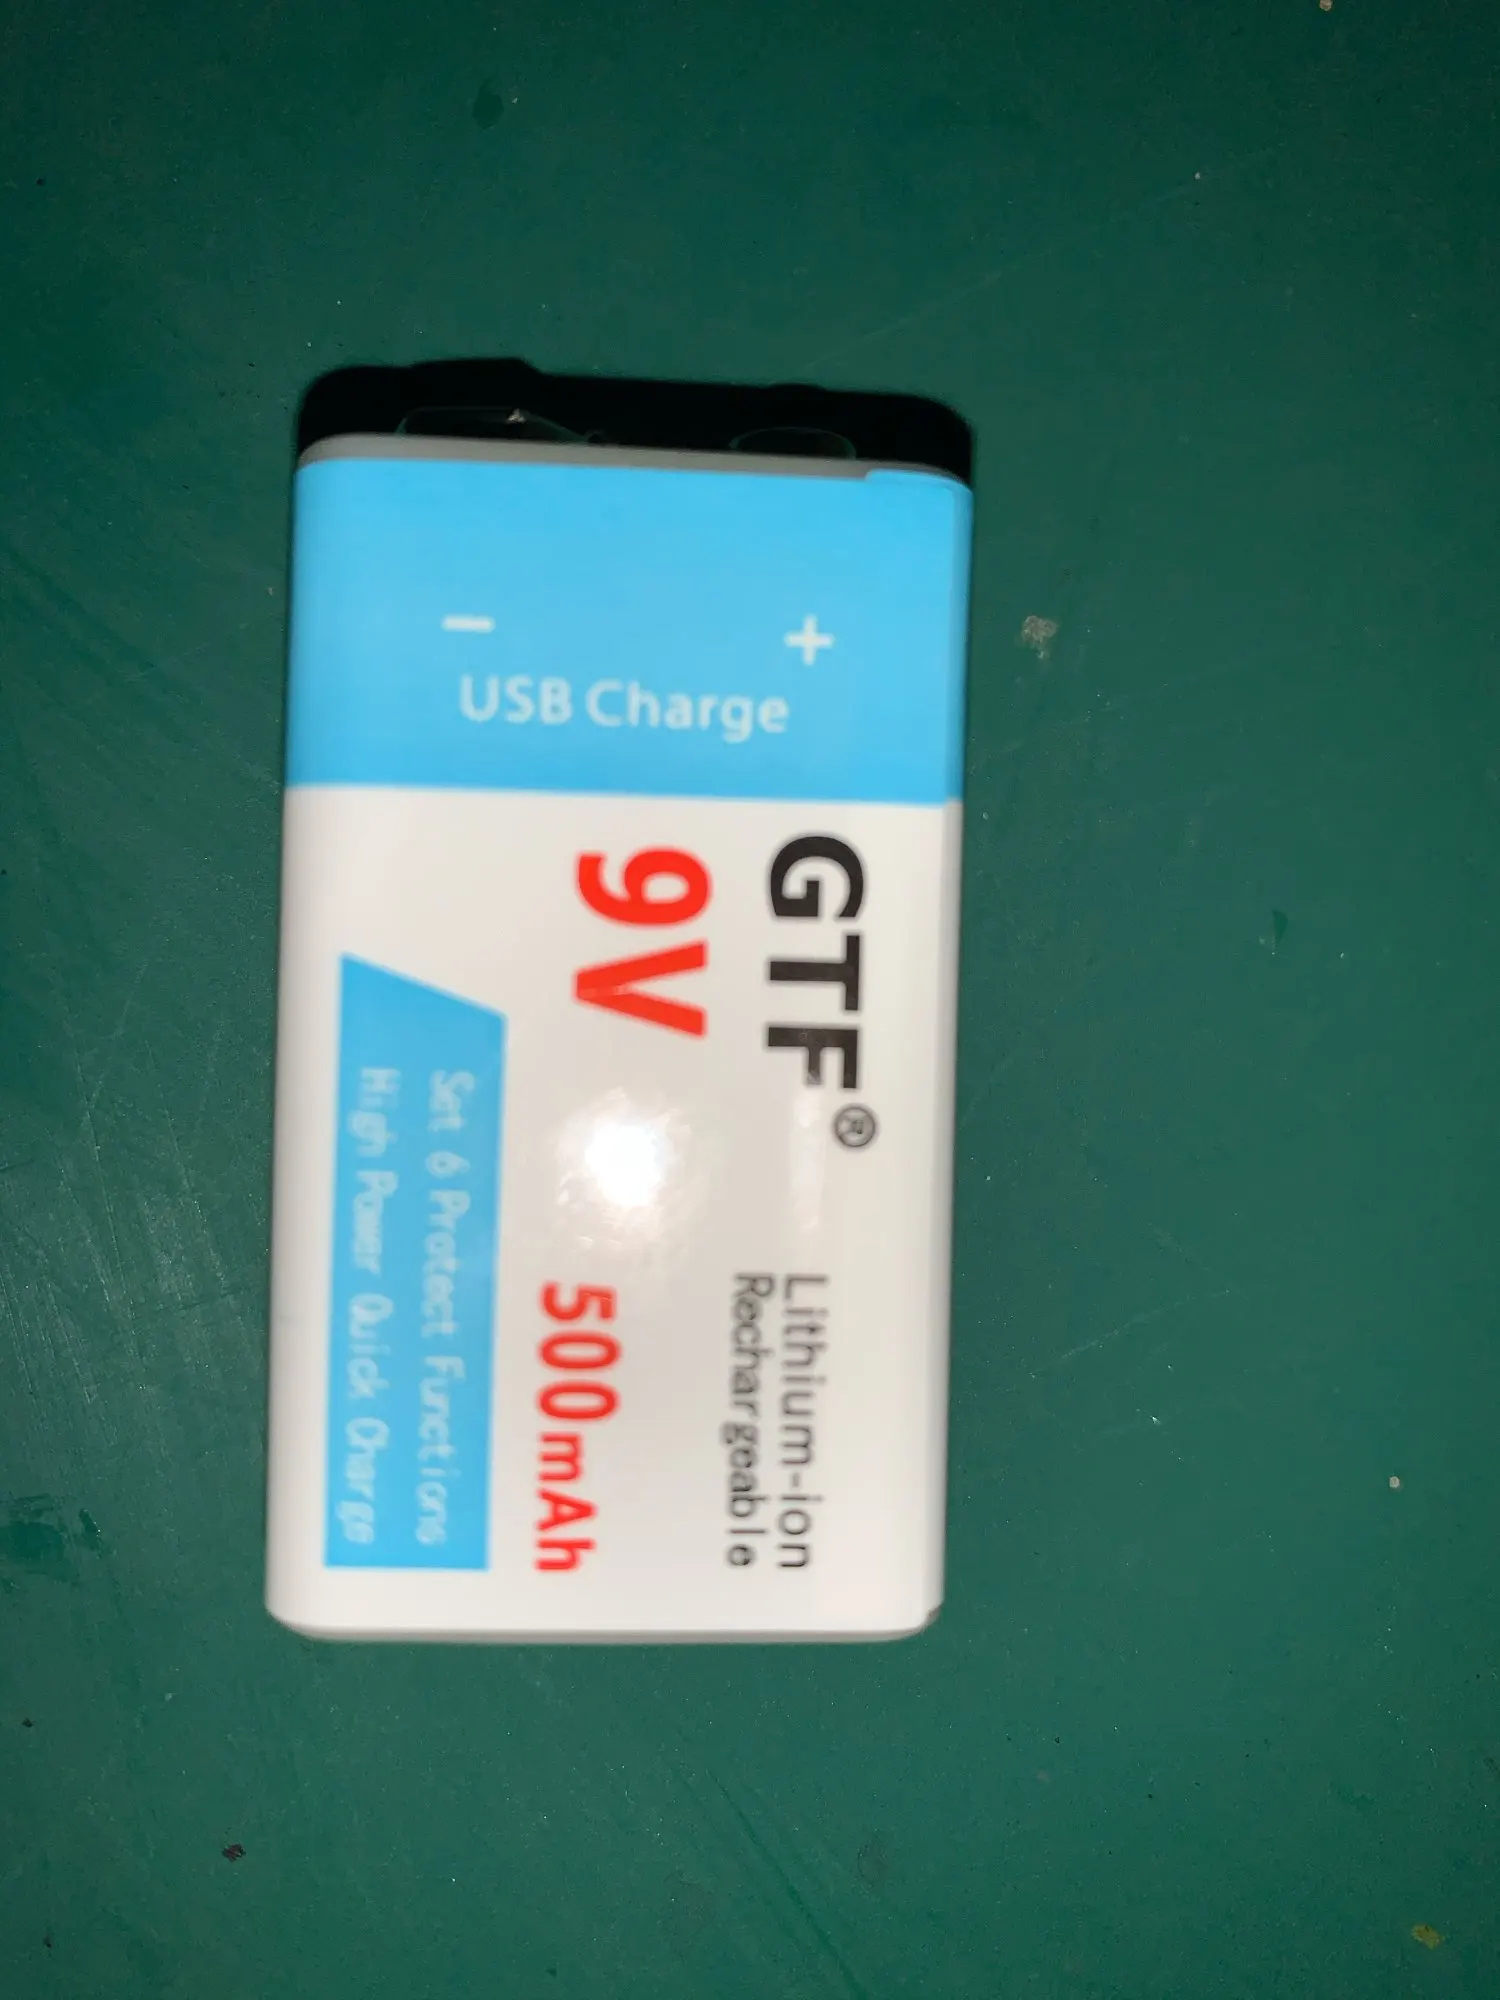 - +
USB Charge
GTF®
Lithium-ion
Rechargeable
9V
500mAh
Set 6 Protect Functions
High Power Quick Charge